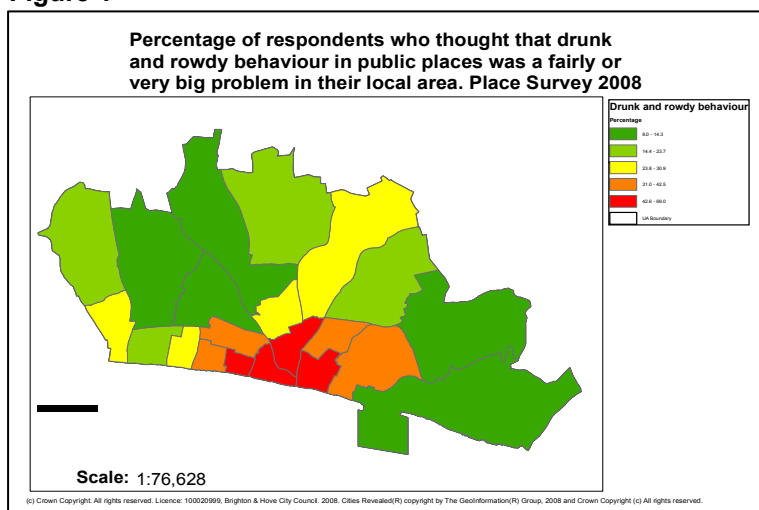 Percentage of respondents who thought that drunk
and rowdy behaviour in public places was a fairly or
very big problem in their local area. Place Survey 2008
Drunk and rowdy behaviour
Percentage
8.0 - 14.3
14.4 - 23.7
23.8 - 30.9
31.0 - 42.5
42.6 - 69.0
UA Boundary
Scale: 1:76,628
(c) Crown Copyright. All rights reserved. Licence: 100020999, Brighton & Hove City Council. 2008. Cities Revealed(R) copyright by The GeoInformation(R) Group, 2008 and Crown Copyright (c) All rights reserved.